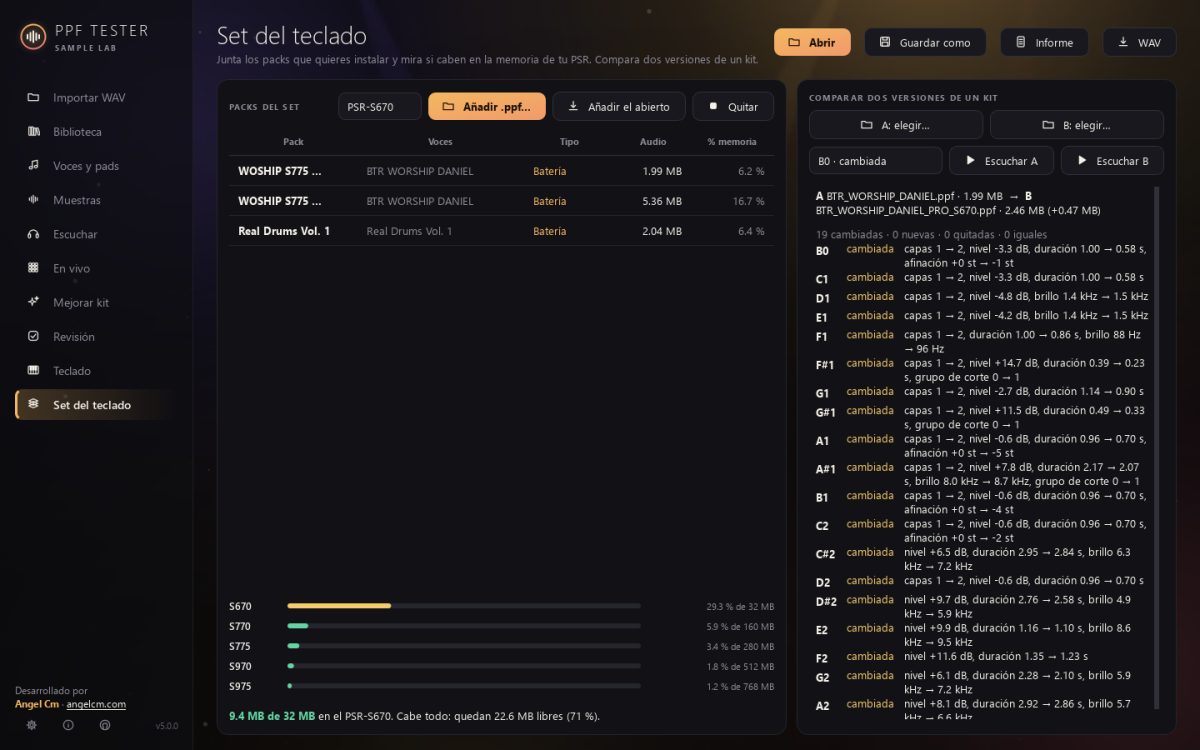 PPF TESTER
SAMPLE LAB
Importar WAV
Biblioteca
Voces y pads
Muestras
Escuchar
En vivo
Mejorar kit
Revisión
Teclado
Set del teclado
Desarrollado por
Angel Cm · angelcm.com
v5.0.0
Set del teclado
Junta los packs que quieres instalar y mira si caben en la memoria de tu PSR. Compara dos versiones de un kit.
Abrir
Guardar como
Informe
WAV
PACKS DEL SET
PSR-S670
Añadir .ppf...
Añadir el abierto
Quitar
Pack Voces Tipo Audio % memoria
WOSHIP S775 ... BTR WORSHIP DANIEL Batería 1.99 MB 6.2 %
WOSHIP S775 ... BTR WORSHIP DANIEL Batería 5.36 MB 16.7 %
Real Drums Vol. 1 Real Drums Vol. 1 Batería 2.04 MB 6.4 %
S670 29.3 % de 32 MB
S770 5.9 % de 160 MB
S775 3.4 % de 280 MB
S970 1.8 % de 512 MB
S975 1.2 % de 768 MB
9.4 MB de 32 MB en el PSR-S670. Cabe todo: quedan 22.6 MB libres (71 %).
COMPARAR DOS VERSIONES DE UN KIT
A: elegir...
B: elegir...
B0 · cambiada
Escuchar A
Escuchar B
A BTR_WORSHIP_DANIEL.ppf · 1.99 MB → B
BTR_WORSHIP_DANIEL_PRO_S670.ppf · 2.46 MB (+0.47 MB)
19 cambiadas · 0 nuevas · 0 quitadas · 0 iguales
B0 cambiada capas 1 → 2, nivel -3.3 dB, duración 1.00 → 0.58 s,
afinación +0 st → -1 st
C1 cambiada capas 1 → 2, nivel -3.3 dB, duración 1.00 → 0.58 s
D1 cambiada capas 1 → 2, nivel -4.8 dB, brillo 1.4 kHz → 1.5 kHz
E1 cambiada capas 1 → 2, nivel -4.2 dB, brillo 1.4 kHz → 1.5 kHz
F1 cambiada capas 1 → 2, duración 1.00 → 0.86 s, brillo 88 Hz
→ 96 Hz
F#1 cambiada capas 1 → 2, nivel +14.7 dB, duración 0.39 → 0.23
s, grupo de corte 0 → 1
G1 cambiada capas 1 → 2, nivel -2.7 dB, duración 1.14 → 0.90 s
G#1 cambiada capas 1 → 2, nivel +11.5 dB, duración 0.49 → 0.33
s, grupo de corte 0 → 1
A1 cambiada capas 1 → 2, nivel -0.6 dB, duración 0.96 → 0.70 s,
afinación +0 st → -5 st
A#1 cambiada capas 1 → 2, nivel +7.8 dB, duración 2.17 → 2.07
s, brillo 8.0 kHz → 8.7 kHz, grupo de corte 0 → 1
B1 cambiada capas 1 → 2, nivel -0.6 dB, duración 0.96 → 0.70 s,
afinación +0 st → -4 st
C2 cambiada capas 1 → 2, nivel -0.6 dB, duración 0.96 → 0.70 s,
afinación +0 st → -2 st
C#2 cambiada nivel +6.5 dB, duración 2.95 → 2.84 s, brillo 6.3
kHz → 7.2 kHz
D2 cambiada capas 1 → 2, nivel -0.6 dB, duración 0.96 → 0.70 s
D#2 cambiada nivel +9.7 dB, duración 2.76 → 2.58 s, brillo 4.9
kHz → 5.9 kHz
E2 cambiada nivel +9.9 dB, duración 1.16 → 1.10 s, brillo 8.6
kHz → 9.5 kHz
F2 cambiada nivel +11.6 dB, duración 1.35 → 1.23 s
G2 cambiada nivel +6.1 dB, duración 2.28 → 2.10 s, brillo 5.9
kHz → 7.2 kHz
A2 cambiada nivel +8.1 dB, duración 2.92 → 2.86 s, brillo 5.7
kHz → 6.6 kHz